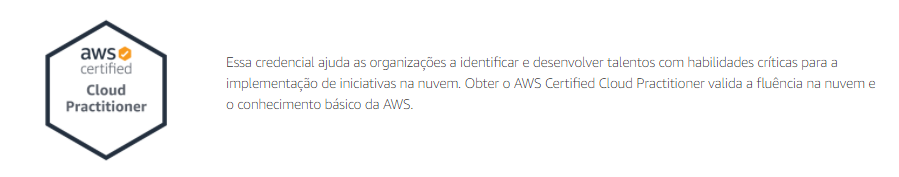 aws
certified
Cloud
Practitioner
Essa credencial ajuda as organizações a identificar e desenvolver talentos com habilidades críticas para a
implementação de iniciativas na nuvem. Obter o AWS Certified Cloud Practitioner valida a fluência na nuvem e
o conhecimento básico da AWS.